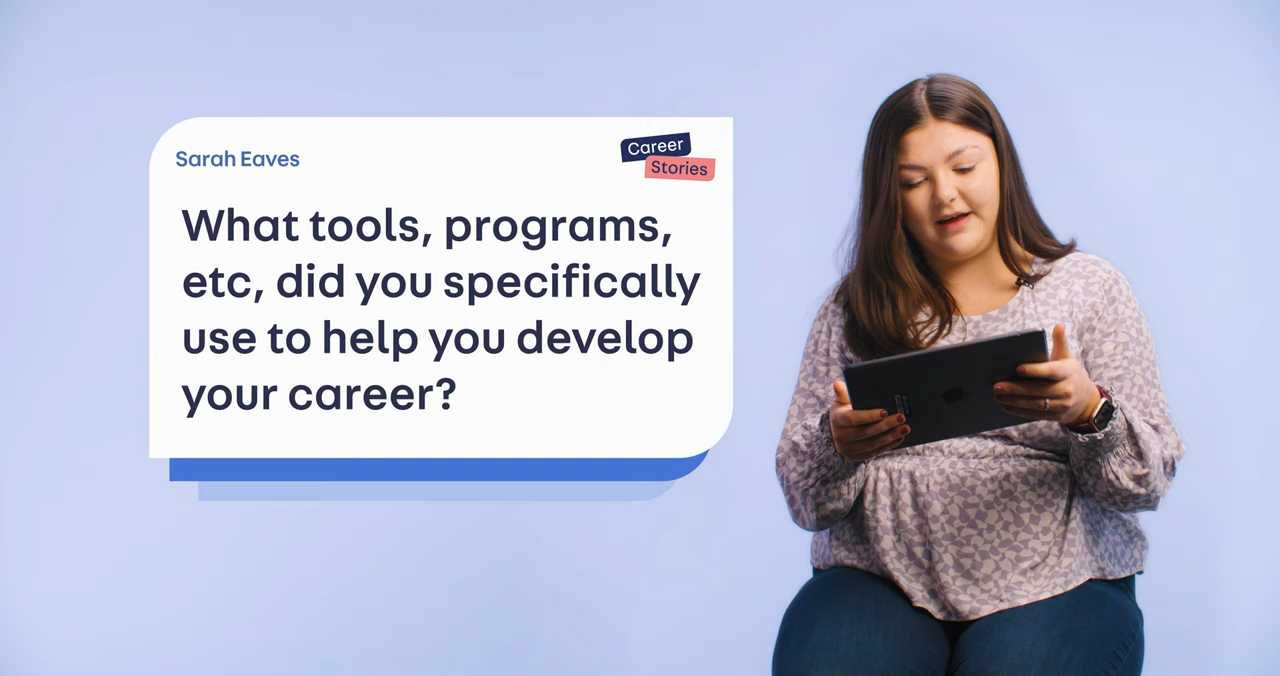 Sarah Eaves
Career
Stories
What tools, programs,
etc, did you specifically
use to help you develop
your career?